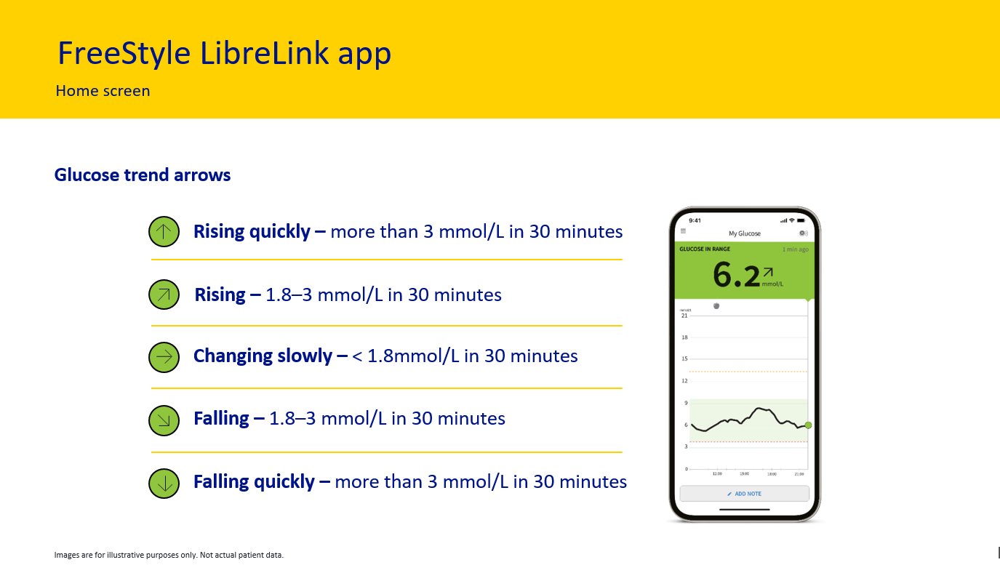 FreeStyle LibreLink app
Home screen
Glucose trend arrows
Rising quickly – more than 3 mmol/L in 30 minutes
Rising – 1.8–3 mmol/L in 30 minutes
Changing slowly – < 1.8mmol/L in 30 minutes
Falling – 1.8–3 mmol/L in 30 minutes
Falling quickly – more than 3 mmol/L in 30 minutes
9:41
My Glucose
GLUCOSE IN RANGE 1 min ago
6.2 mmol/L
mmol/L
21
18
15
12
9
6
3
0
12:00 15:00 18:00 21:00
ADD NOTE
Images are for illustrative purposes only. Not actual patient data.